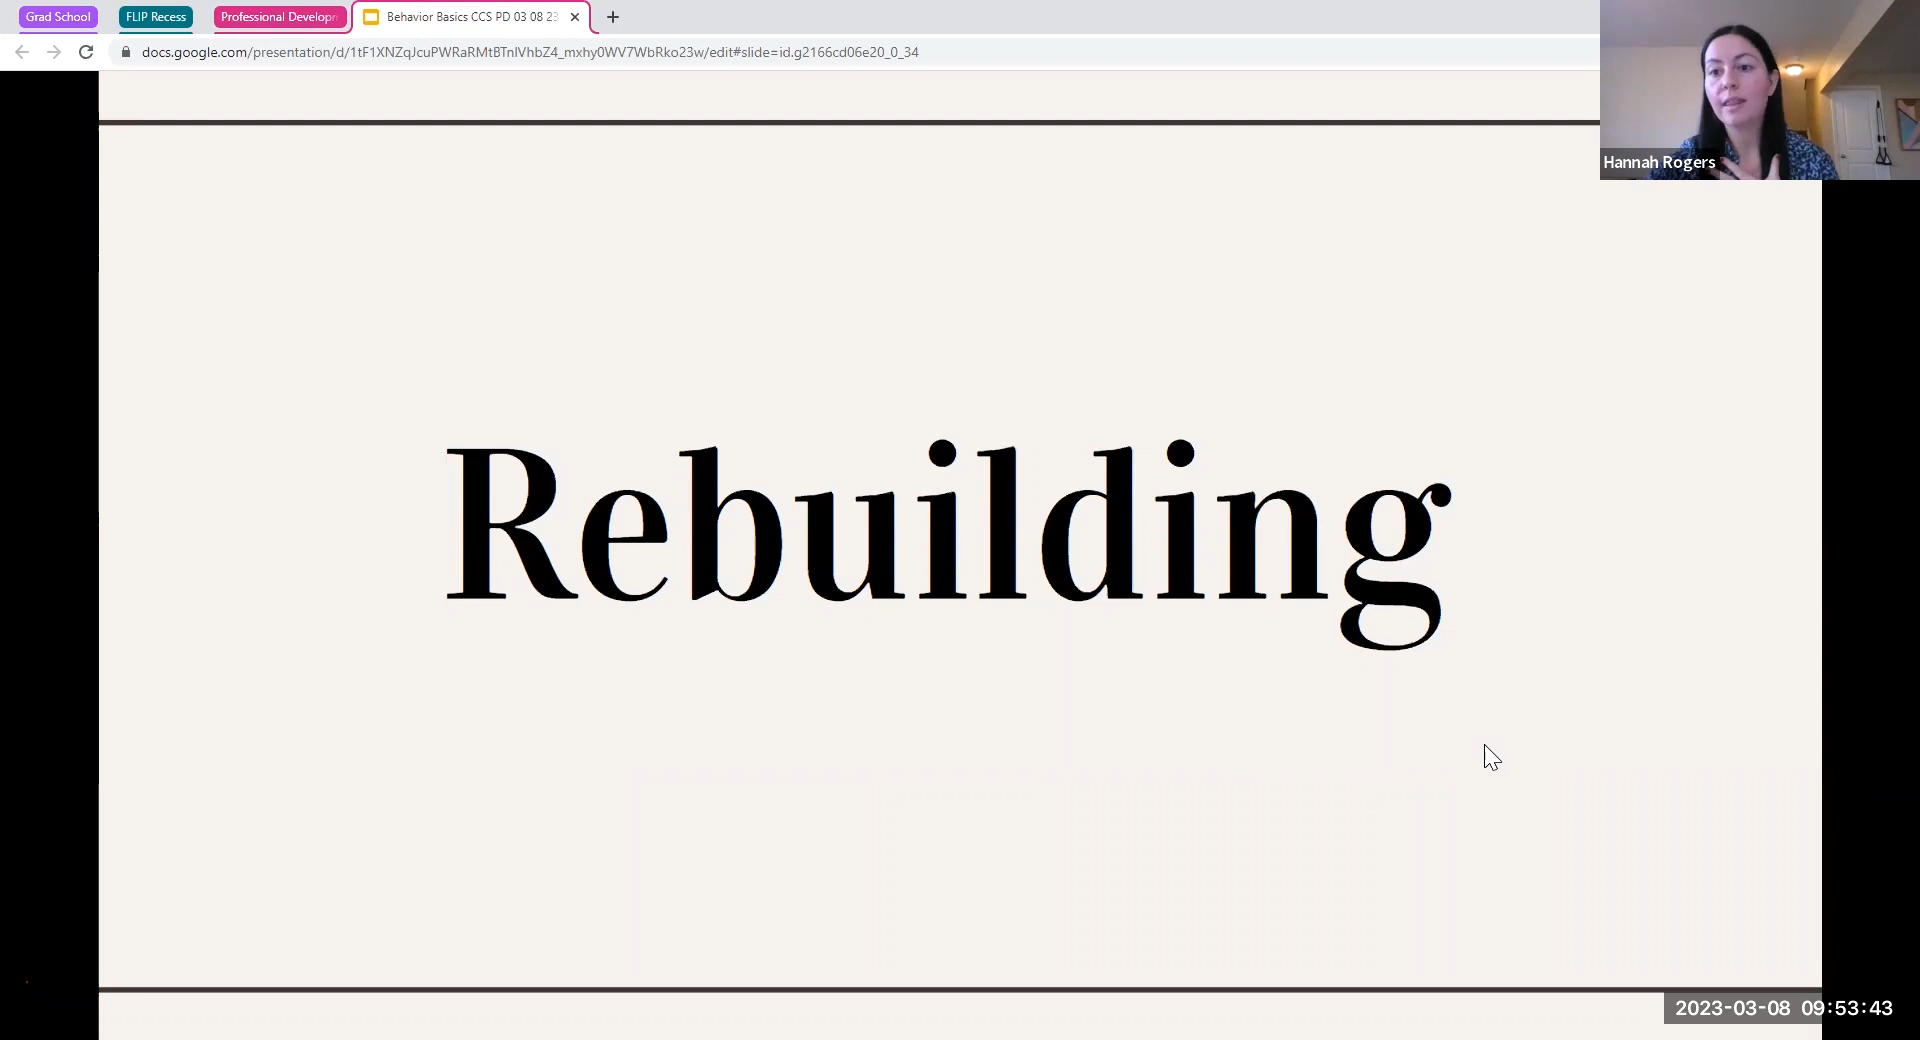 Grad School
FLIP Recess
Professional Developm
Behavior Basics CCS PD 03 08 23
docs.google.com/presentation/d/1tF1XNZqJcuPWRaRMtBTnlVhbZ4_mxhy0WV7WbRko23w/edit#slide=id.g2166cd06e20_0_34
Hannah Rogers
Rebuilding
2023-03-08 09:53:43